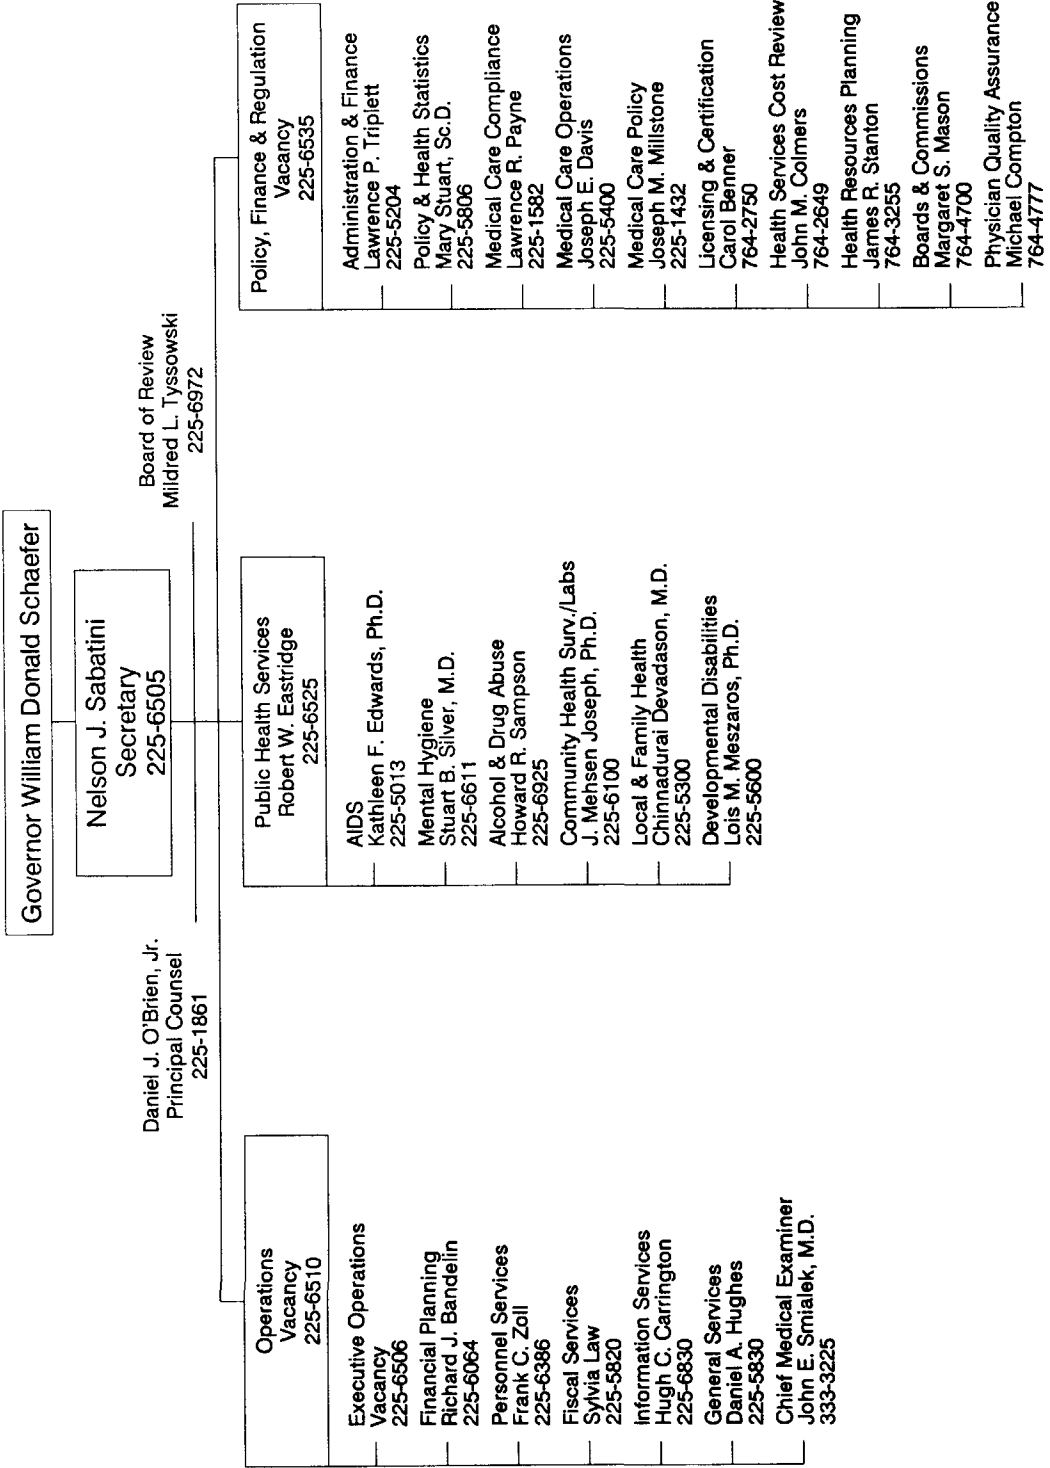 Governor William Donald Schaefer
Nelson J. Sabatini
Secretary
225-6505
Daniel J. O'Brien, Jr.
Principal Counsel
225-1861
Board of Review
Mildred L. Tyssowski
225-6972
Operations
Vacancy
225-6510
Executive Operations
Vacancy
225-6506
Financial Planning
Richard J. Bandelin
225-6064
Personnel Services
Frank C. Zoll
225-6386
Fiscal Services
Sylvia Law
225-5820
Information Services
Hugh C. Carrington
225-6830
General Services
Daniel A. Hughes
225-5830
Chief Medical Examiner
John E. Smialek, M.D.
333-3225
Public Health Services
Robert W. Eastridge
225-6525
AIDS
Kathleen F. Edwards, Ph.D.
225-5013
Mental Hygiene
Stuart B. Silver, M.D.
225-6611
Alcohol & Drug Abuse
Howard R. Sampson
225-6925
Community Health Surv./Labs
J. Mehsen Joseph, Ph.D.
225-6100
Local & Family Health
Chinnadurai Devadason, M.D.
225-5300
Developmental Disabilities
Lois M. Meszaros, Ph.D.
225-5600
Policy, Finance & Regulation
Vacancy
225-6535
Administration & Finance
Lawrence P. Triplett
225-5204
Policy & Health Statistics
Mary Stuart, Sc.D.
225-5806
Medical Care Compliance
Lawrence R. Payne
225-1582
Medical Care Operations
Joseph E. Davis
225-5400
Medical Care Policy
Joseph M. Millstone
225-1432
Licensing & Certification
Carol Benner
764-2750
Health Services Cost Review
John M. Colmers
764-2649
Health Resources Planning
James R. Stanton
764-3255
Boards & Commissions
Margaret S. Mason
764-4700
Physician Quality Assurance
Michael Compton
764-4777